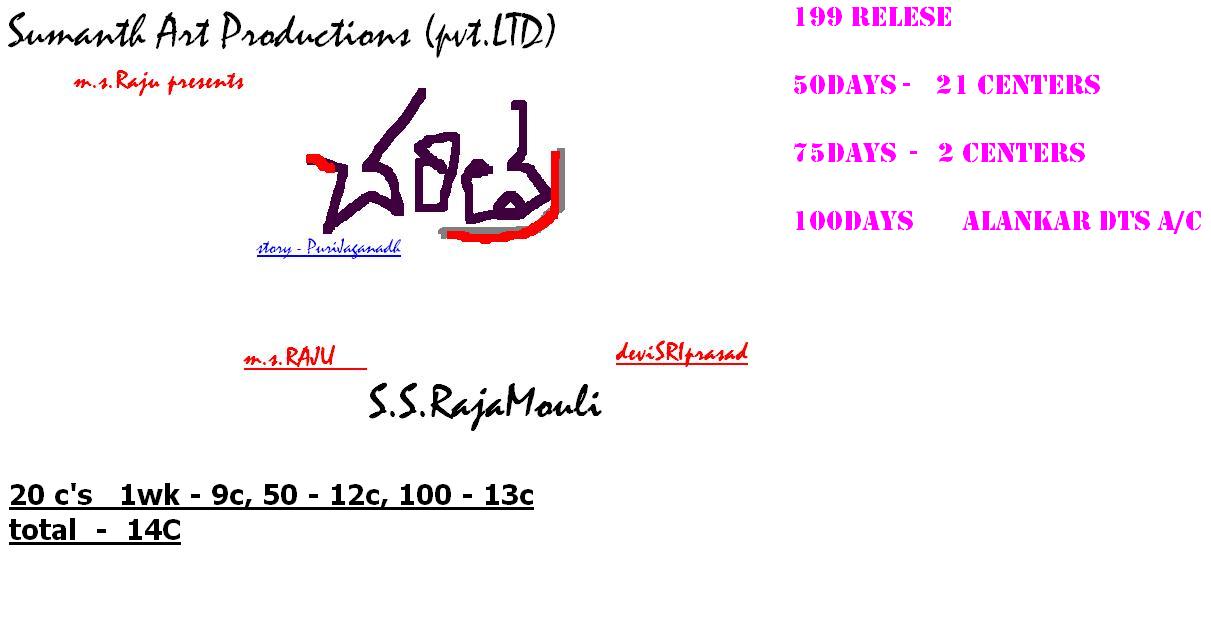 Sumanth Art Productions (pvt.LTD)
m.s.Raju presents
story - PuriJaganadh
m.s.RAJU deviSRIprasad
S.S.RajaMouli
20 c's 1wk - 9c, 50 - 12c, 100 - 13c
total - 14C
199 RELESE
50DAYS - 21 CENTERS
75DAYS - 2 CENTERS
100DAYS ALANKAR DTS A/C